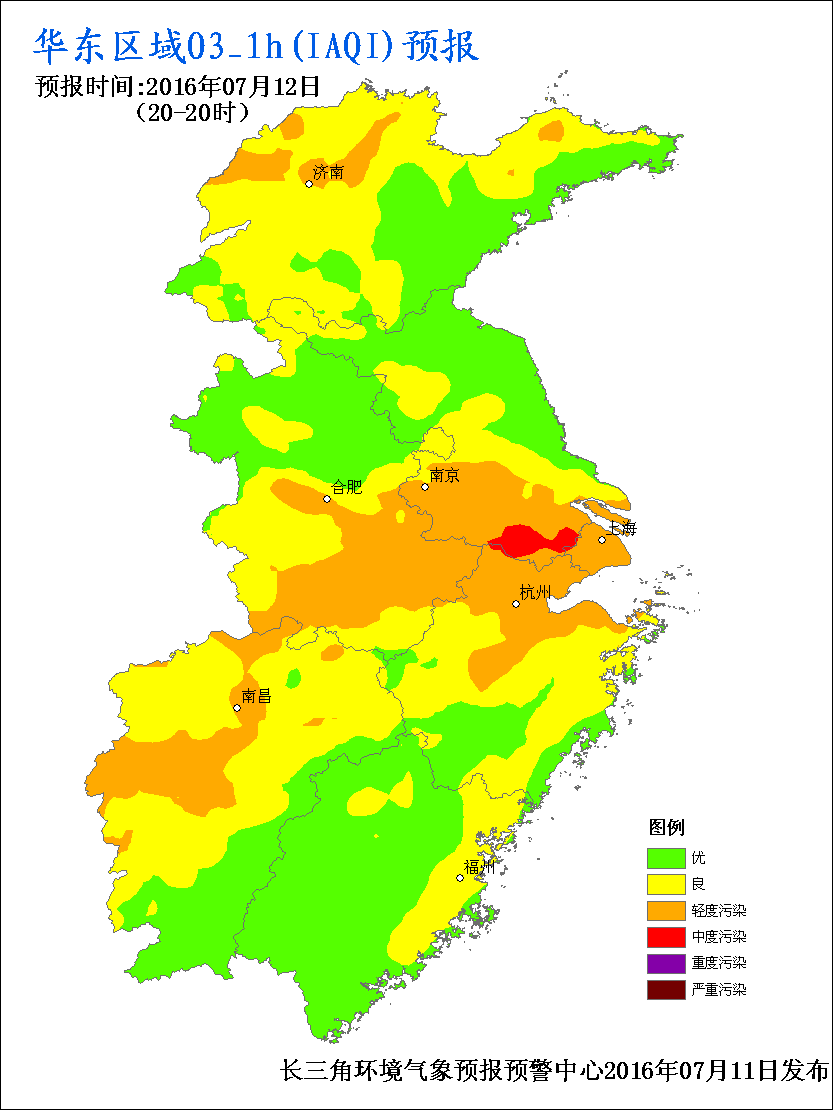 华东区域O3_1h(IAQI)预报
预报时间:2016年07月12日
(20-20时)
济南
南京
合肥
上海
杭州
南昌
福州
图例
优
良
轻度污染
中度污染
重度污染
严重污染
长三角环境气象预报预警中心2016年07月11日发布